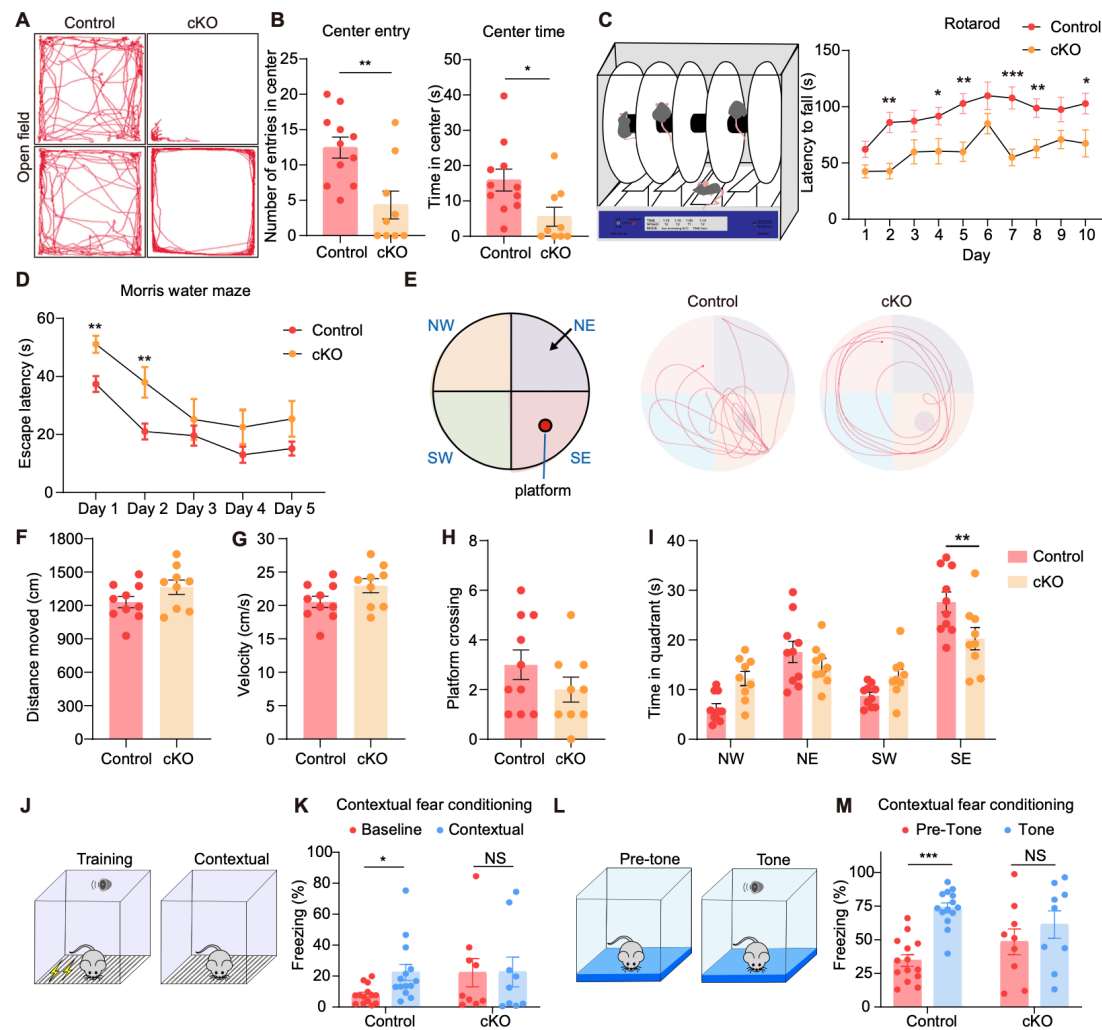 A
Control
cKO
Open field
B
Center entry
Number of entries in center
25
20
15
10
5
0
**
Control
cKO
Center time
Time in center (s)
60
40
20
0
*
Control
cKO
C
Rotarod
Control
cKO
Latency to fall (s)
150
100
50
0
**
*
**
***
**
*
1 2 3 4 5 6 7 8 9 10
Day
D
Morris water maze
Escape latency (s)
60
40
20
0
**
**
Control
cKO
Day 1 Day 2 Day 3 Day 4 Day 5
E
NW
NE
SW
SE
platform
Control
cKO
F
Distance moved (cm)
1800
1500
1200
900
600
300
0
Control cKO
G
Velocity (cm/s)
30
25
20
15
10
5
0
Control cKO
H
Platform crossing
8
6
4
2
0
Control cKO
I
Time in quadrant (s)
40
30
20
10
0
**
Control
cKO
NW NE SW SE
J
Training
Contextual
K
Contextual fear conditioning
Baseline Contextual
Freezing (%)
100
80
60
40
20
0
*
NS
Control cKO
L
Pre-tone
Tone
M
Contextual fear conditioning
Pre-Tone Tone
Freezing (%)
100
75
50
25
0
***
NS
Control cKO